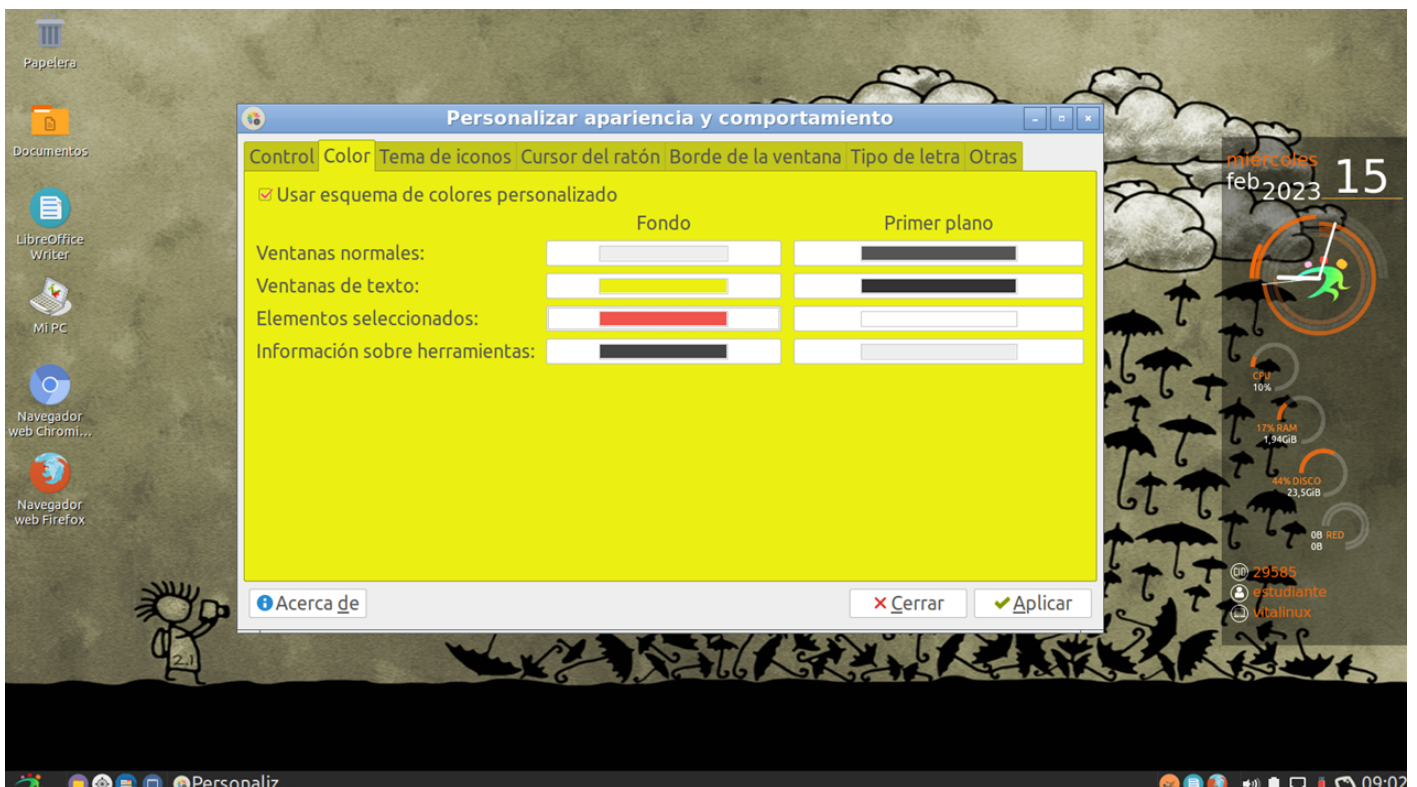 Papelera
Documentos
LibreOffice
Writer
Mi PC
Navegador
web Chromi...
Navegador
web Firefox
Personalizar apariencia y comportamiento
Control Color Tema de iconos Cursor del ratón Borde de la ventana Tipo de letra Otras
Usar esquema de colores personalizado
Fondo Primer plano
Ventanas normales:
Ventanas de texto:
Elementos seleccionados:
Información sobre herramientas:
Acerca de Cerrar Aplicar
miércoles
feb 2023 15
CPU
10%
17% RAM
1,94GiB
44% DISCO
23,5GiB
0B RED
0B
29585
estudiante
vitalinux
2.1
Personaliz
09:02